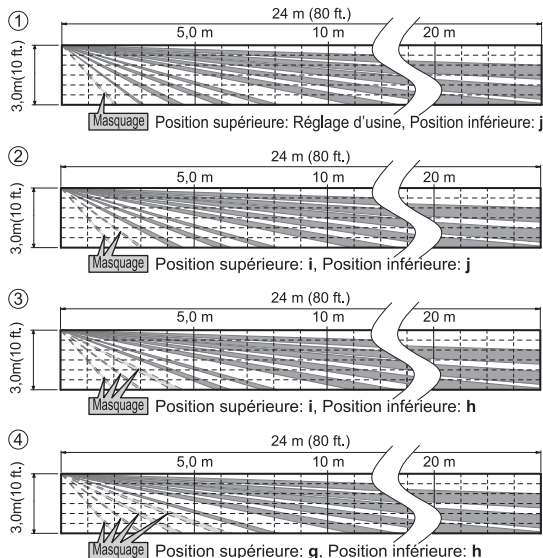 ①
24 m (80 ft.)
5,0 m 10 m 20 m
3,0m(10 ft.)
Masquage Position supérieure: Réglage d'usine, Position inférieure: j
②
24 m (80 ft.)
5,0 m 10 m 20 m
3,0m(10 ft.)
Masquage Position supérieure: i, Position inférieure: j
③
24 m (80 ft.)
5,0 m 10 m 20 m
3,0m(10 ft.)
Masquage Position supérieure: i, Position inférieure: h
④
24 m (80 ft.)
5,0 m 10 m 20 m
3,0m(10 ft.)
Masquage Position supérieure: g, Position inférieure: h